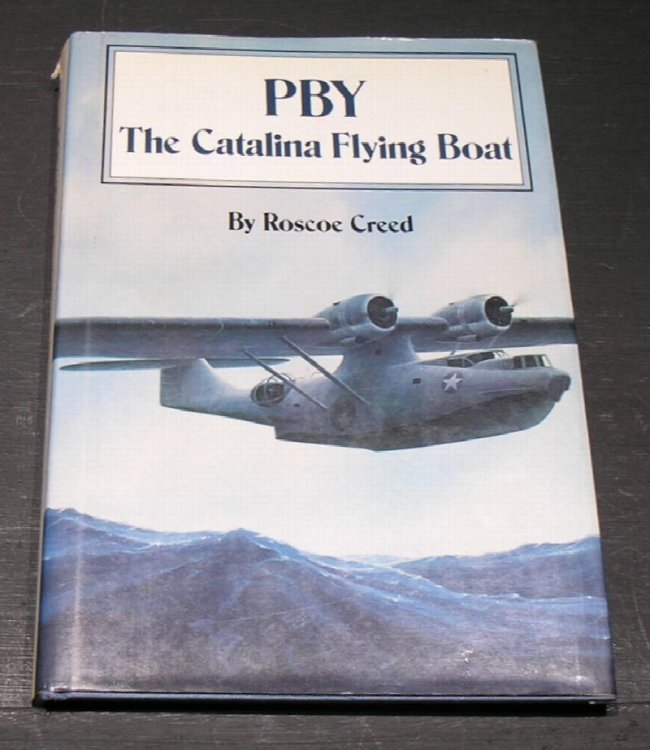 PBY
The Catalina Flying Boat
By Roscoe Creed